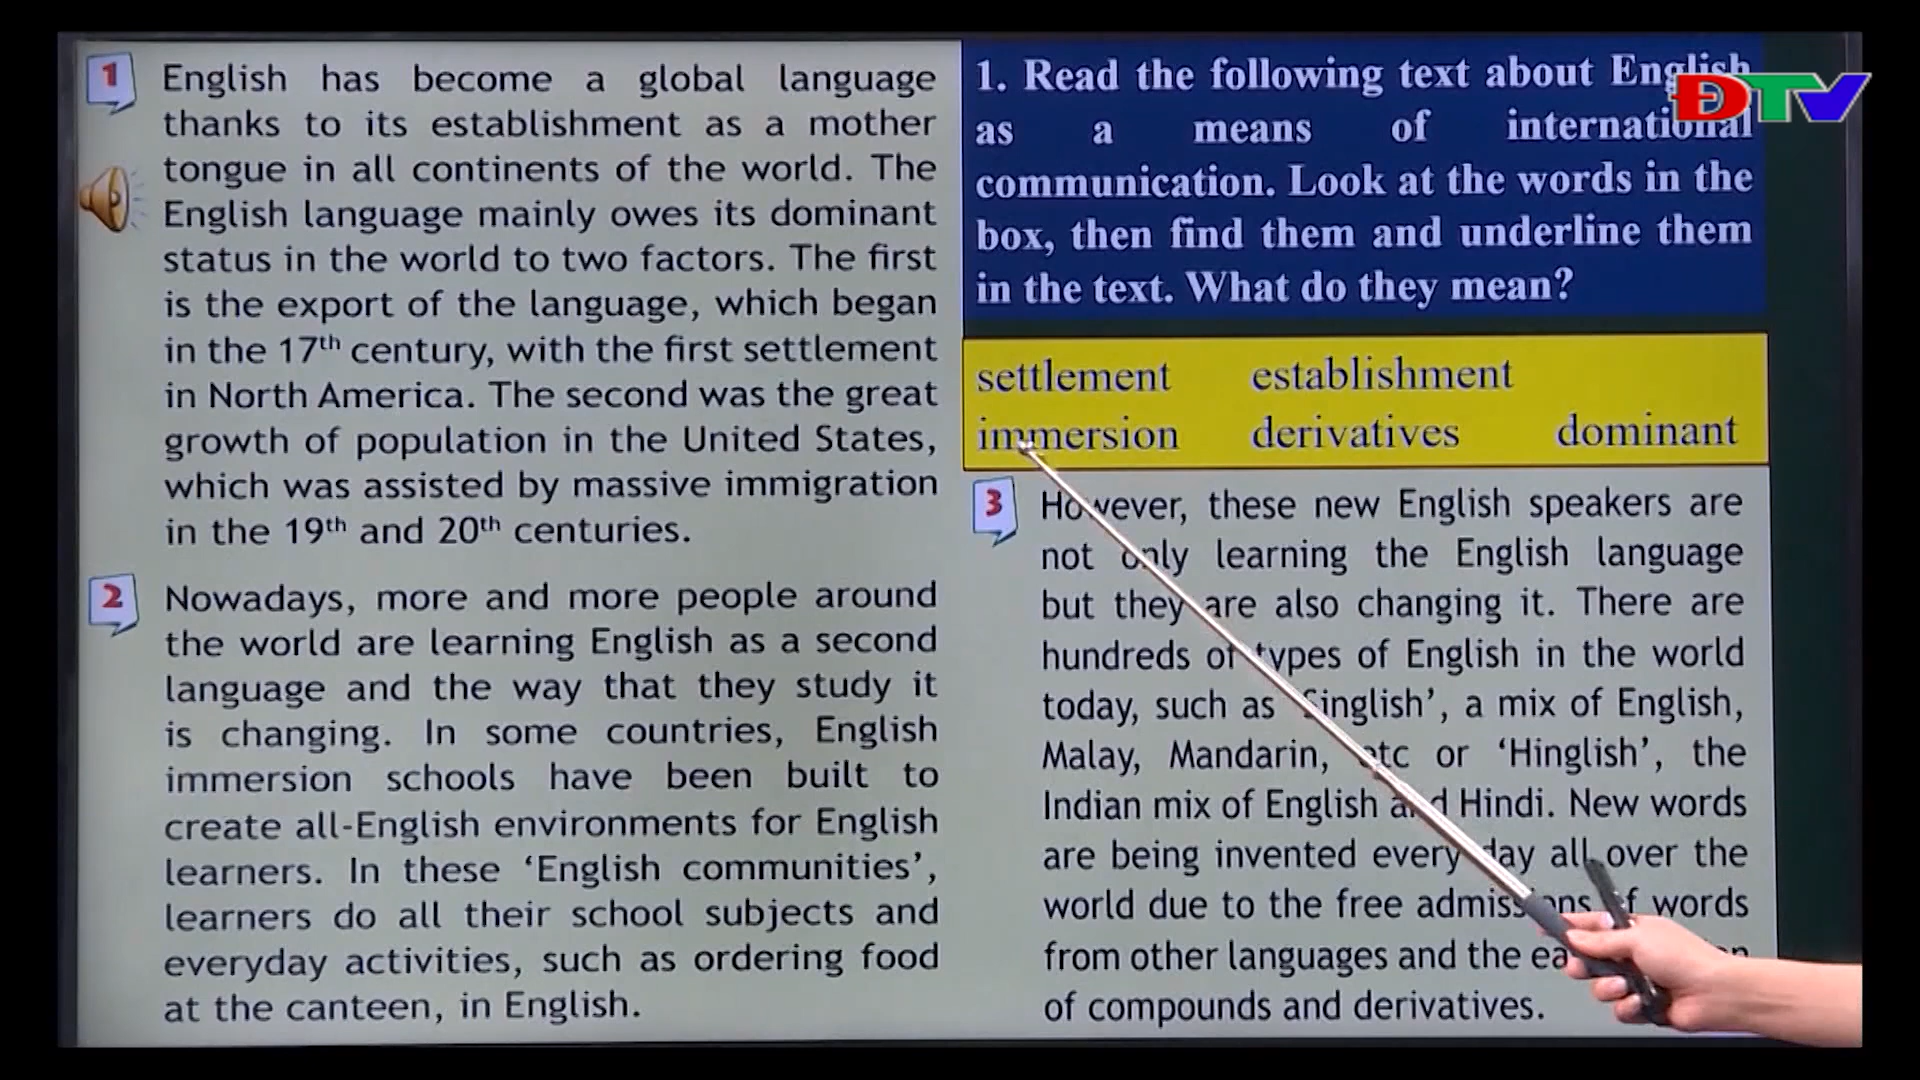 1
English has become a global language
thanks to its establishment as a mother
tongue in all continents of the world. The
English language mainly owes its dominant
status in the world to two factors. The first
is the export of the language, which began
in the 17th century, with the first settlement
in North America. The second was the great
growth of population in the United States,
which was assisted by massive immigration
in the 19th and 20th centuries.
2
Nowadays, more and more people around
the world are learning English as a second
language and the way that they study it
is changing. In some countries, English
immersion schools have been built to
create all-English environments for English
learners. In these ‘English communities’,
learners do all their school subjects and
everyday activities, such as ordering food
at the canteen, in English.
1. Read the following text about English
as a means of international
communication. Look at the words in the
box, then find them and underline them
in the text. What do they mean?
ĐTV
settlement establishment
immersion derivatives dominant
3
However, these new English speakers are
not only learning the English language
but they are also changing it. There are
hundreds of types of English in the world
today, such as ‘Singlish’, a mix of English,
Malay, Mandarin, etc or ‘Hinglish’, the
Indian mix of English and Hindi. New words
are being invented every day all over the
world due to the free admissions of words
from other languages and the
of compounds and derivatives.